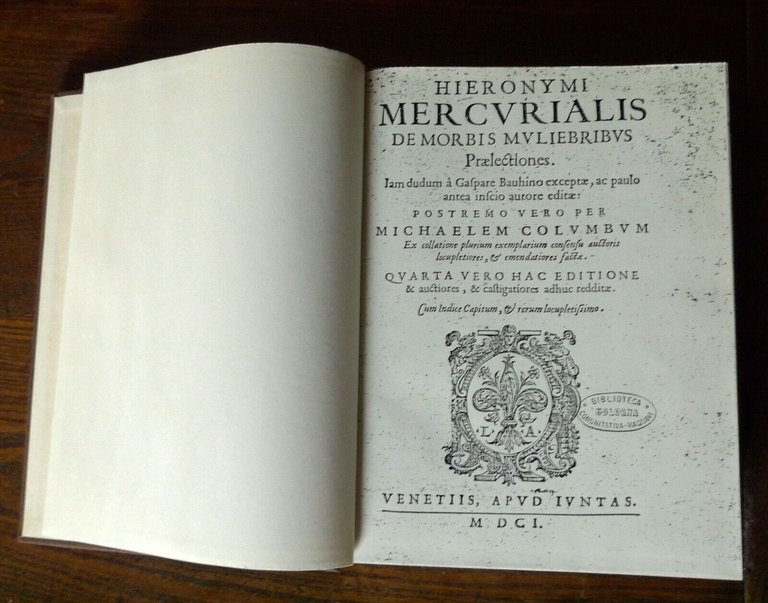 HIERONYMI
MERCVRIALIS
DE MORBIS MVLIEBRIBVS
Prælectiones.
Iam dudum à Gaſpare Bauhino exceptæ, ac paulo
antea inſcio autore editæ:
POSTREMO VERO PER
MICHAELEM COLVMBVM
Ex collatione plurium exemplarium conſenſu auctoris
locupletiores, & emendatiores factæ.
QVARTA VERO HAC EDITIONE
& auctiores, & caſtigatiores adhuc redditæ.
Cum Indice Capitum, & rerum locupletiſsimo.
L. A.
BIBLIOTECA
BOLOGNA
VENETIIS, APVD IVNTAS.
M DCI.